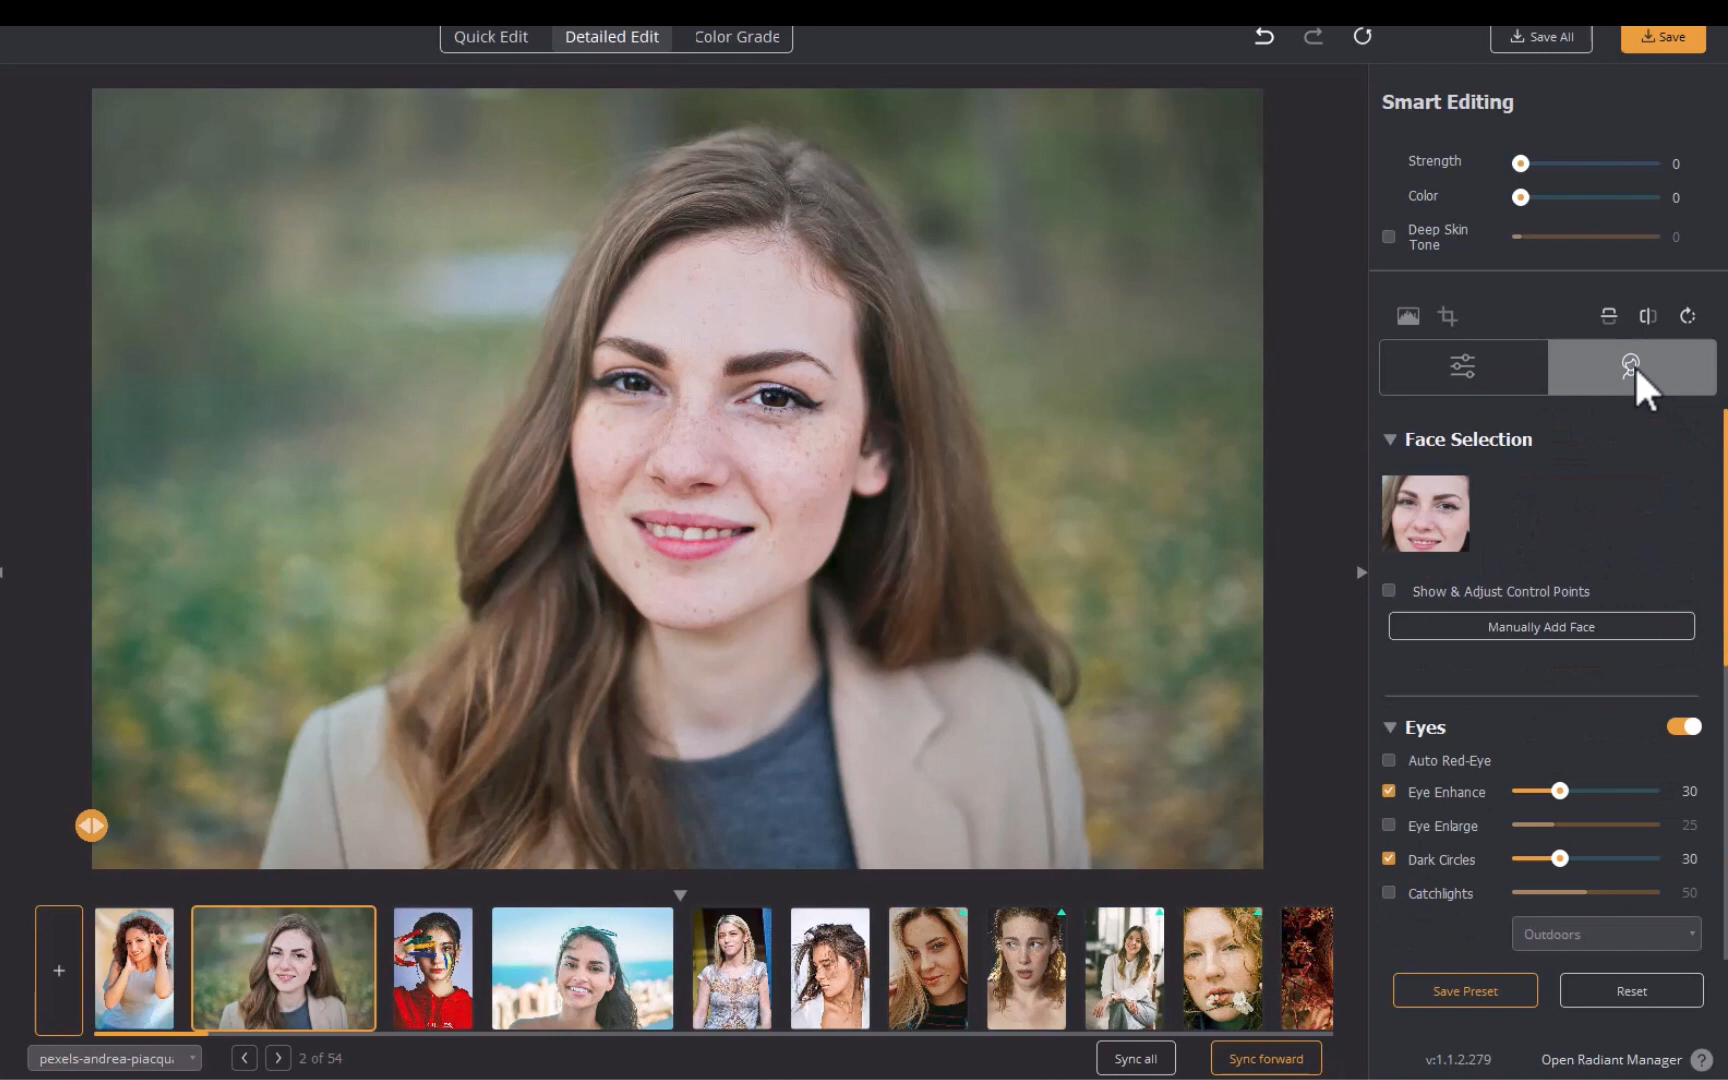 Quick Edit
Detailed Edit
Color Grade
Save All
Save
Smart Editing
Strength
0
Color
0
Deep Skin
Tone
0
Face Selection
Show & Adjust Control Points
Manually Add Face
Eyes
Auto Red-Eye
Eye Enhance
30
Eye Enlarge
25
Dark Circles
30
Catchlights
50
Outdoors
Save Preset
Reset
pexels-andrea-piacqu
2 of 54
Sync all
Sync forward
v:1.1.2.279
Open Radiant Manager
?